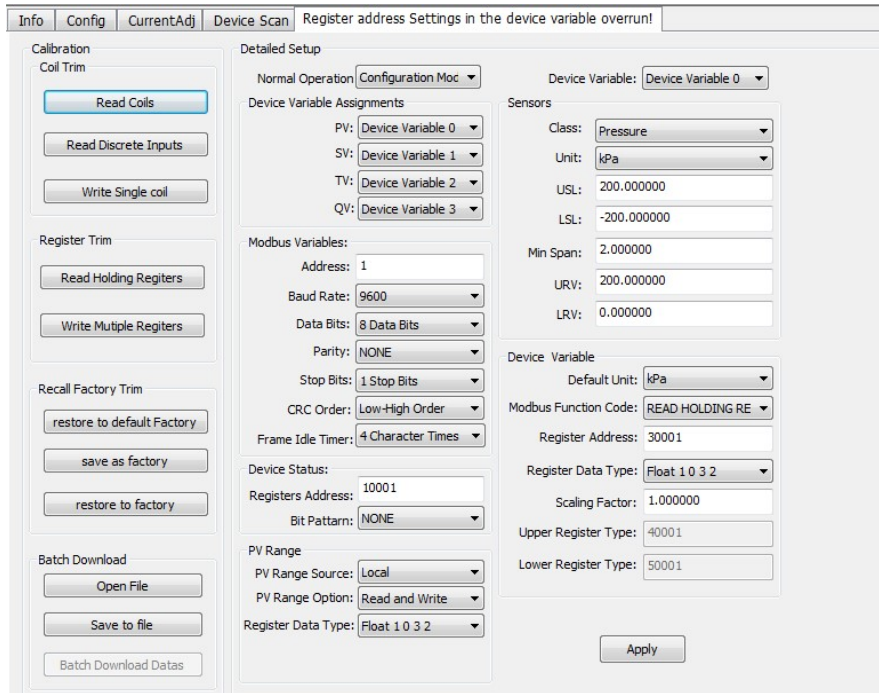 Info Config CurrentAdj Device Scan Register address Settings in the device variable overrun!
Calibration
Coil Trim
Read Coils
Read Discrete Inputs
Write Single coil
Register Trim
Read Holding Regiters
Write Mutiple Regiters
Recall Factory Trim
restore to default Factory
save as factory
restore to factory
Batch Download
Open File
Save to file
Batch Download Datas
Detailed Setup
Normal Operation Configuration Moc
Device Variable Assignments
PV: Device Variable 0
SV: Device Variable 1
TV: Device Variable 2
QV: Device Variable 3
Modbus Variables:
Address: 1
Baud Rate: 9600
Data Bits: 8 Data Bits
Parity: NONE
Stop Bits: 1 Stop Bits
CRC Order: Low-High Order
Frame Idle Timer: 4 Character Times
Device Status:
Registers Address: 10001
Bit Pattarn: NONE
PV Range
PV Range Source: Local
PV Range Option: Read and Write
Register Data Type: Float 1 0 3 2
Device Variable: Device Variable 0
Sensors
Class: Pressure
Unit: kPa
USL: 200.000000
LSL: -200.000000
Min Span: 2.000000
URV: 200.000000
LRV: 0.000000
Device Variable
Default Unit: kPa
Modbus Function Code: READ HOLDING RE
Register Address: 30001
Register Data Type: Float 1 0 3 2
Scaling Factor: 1.000000
Upper Register Type: 40001
Lower Register Type: 50001
Apply